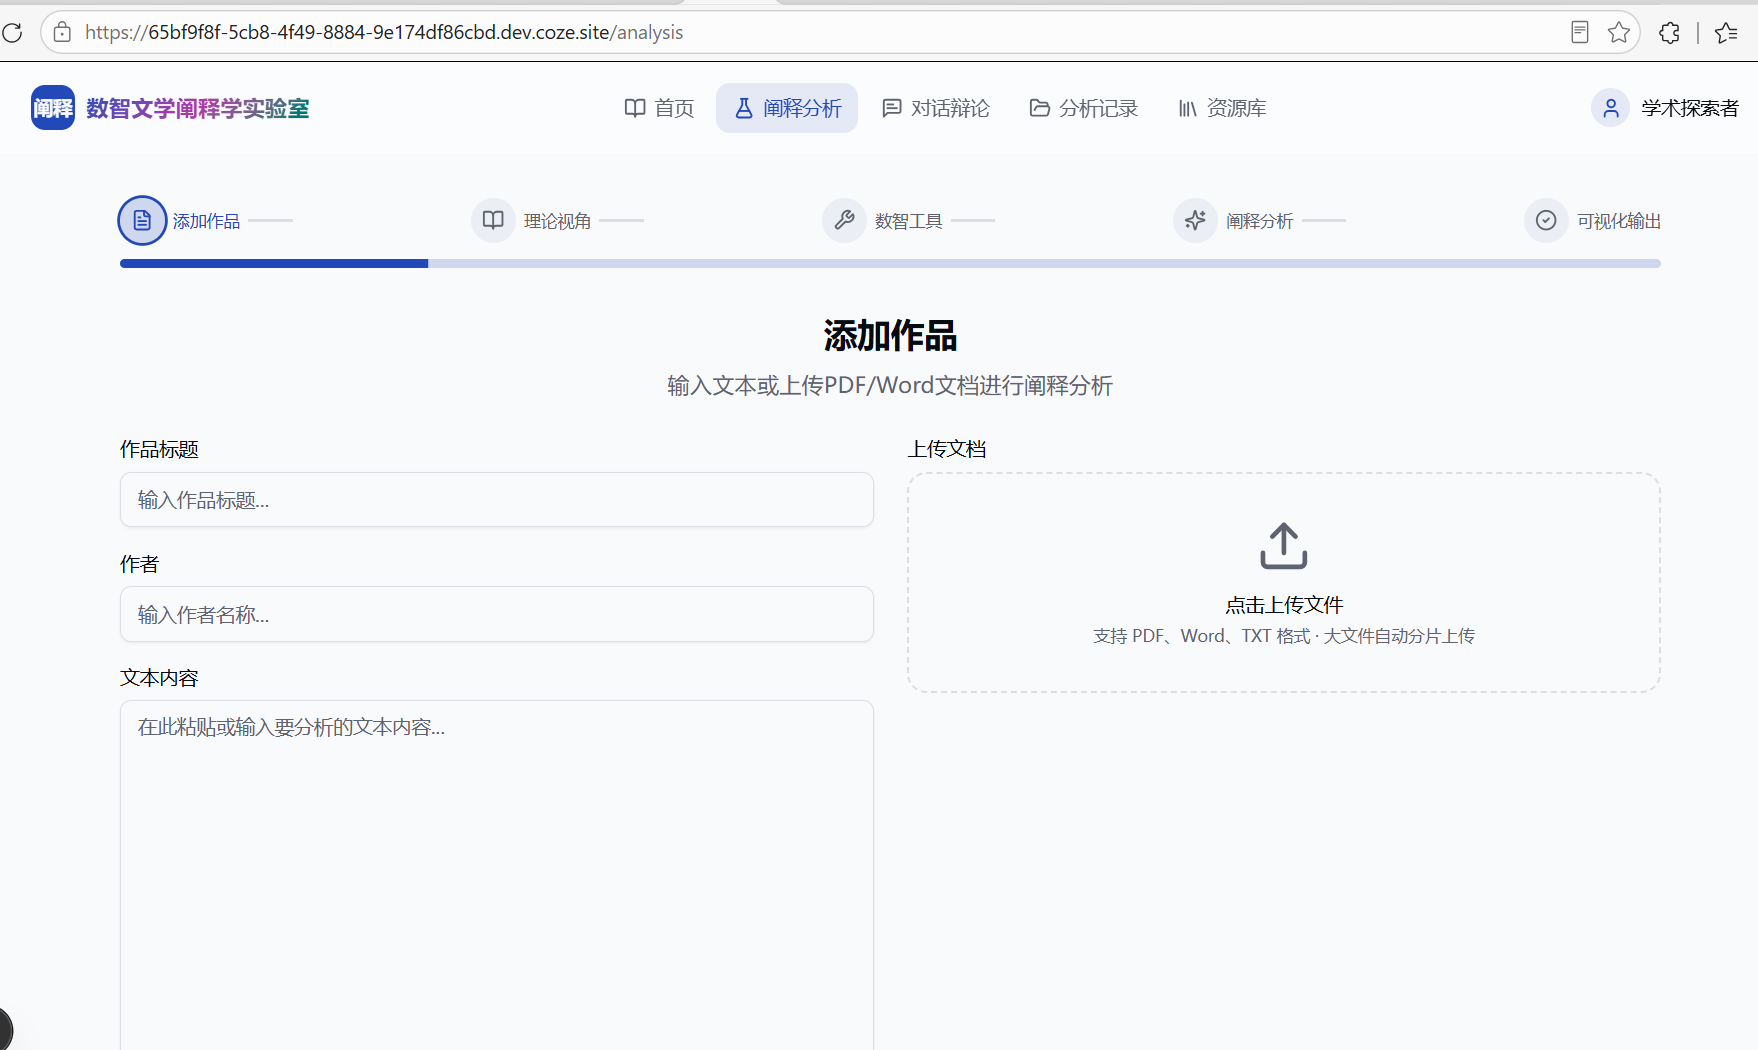 https://65bf9f8f-5cb8-4f49-8884-9e174df86cbd.dev.coze.site/analysis
阐释 数智文学阐释学实验室 首页 阐释分析 对话辩论 分析记录 资源库 学术探索者
添加作品 理论视角 数智工具 阐释分析 可视化输出
添加作品
输入文本或上传PDF/Word文档进行阐释分析
作品标题
输入作品标题...
作者
输入作者名称...
文本内容
在此粘贴或输入要分析的文本内容...
上传文档
点击上传文件
支持 PDF、Word、TXT 格式 · 大文件自动分片上传